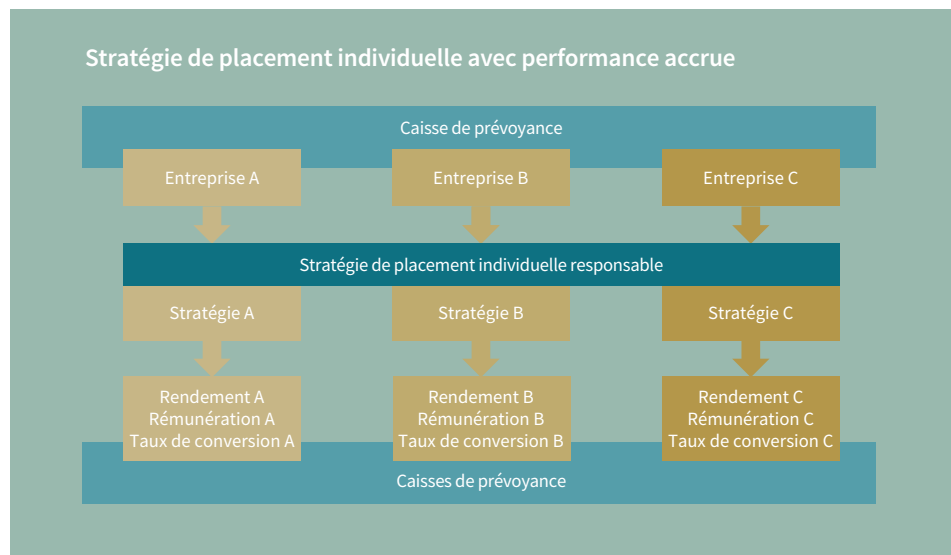 Stratégie de placement individuelle avec performance accrue
Caisse de prévoyance
Entreprise A
Entreprise B
Entreprise C
Stratégie de placement individuelle responsable
Stratégie A
Stratégie B
Stratégie C
Rendement A
Rémunération A
Taux de conversion A
Rendement B
Rémunération B
Taux de conversion B
Rendement C
Rémunération C
Taux de conversion C
Caisses de prévoyance